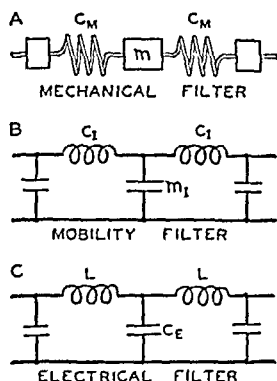 A
C_M C_M
m
MECHANICAL FILTER
B
C_I C_I
m_I
MOBILITY FILTER
C
L L
C_E
ELECTRICAL FILTER